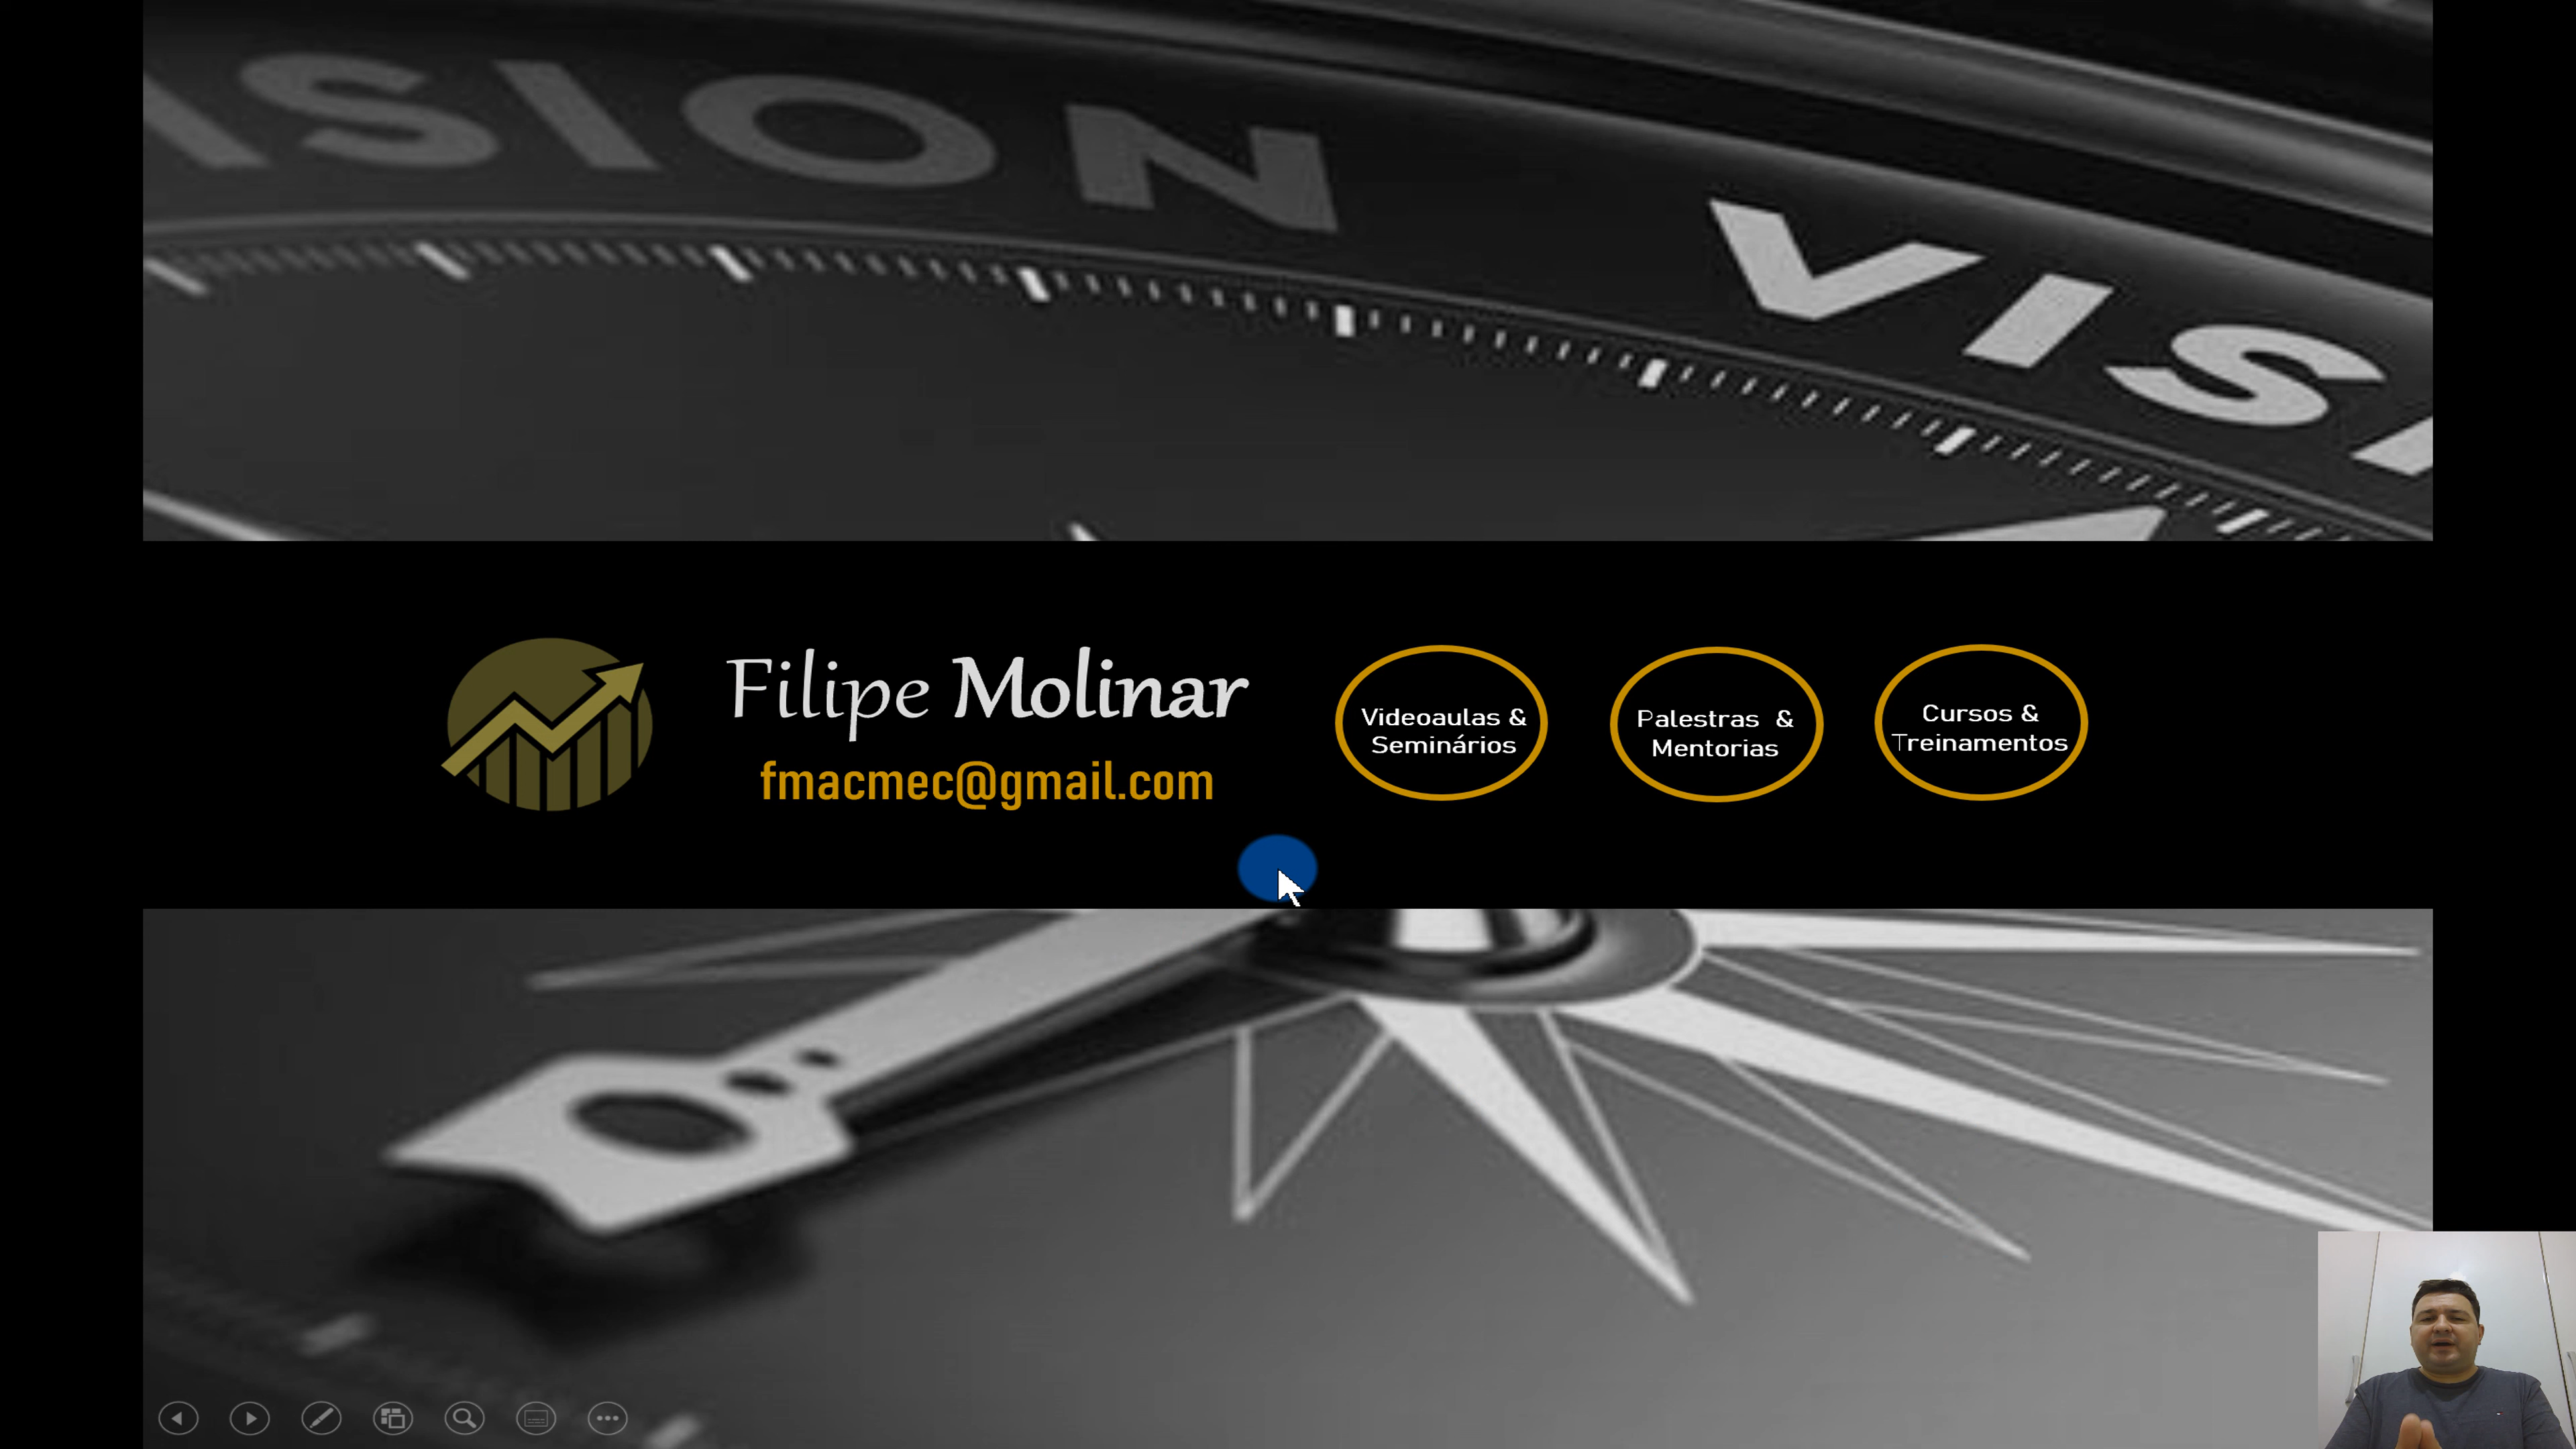 ISION
VIS
Filipe Molinar
fmacmec@gmail.com
Videoaulas &
Seminários
Palestras &
Mentorias
Cursos &
Treinamentos